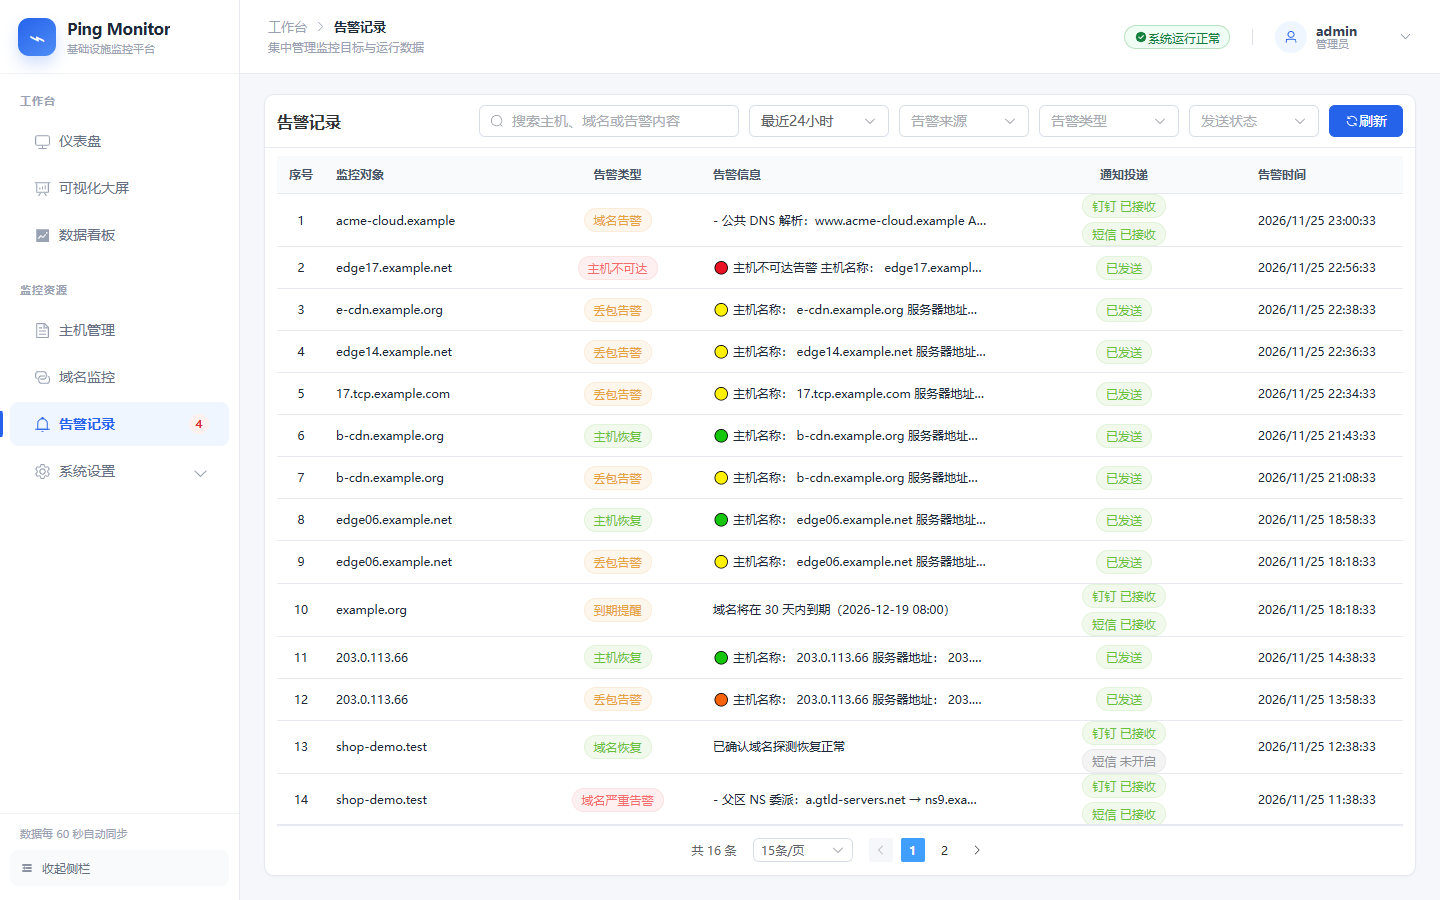 Ping Monitor
基础设施监控平台
工作台
仪表盘
可视化大屏
数据看板
监控资源
主机管理
域名监控
告警记录 4
系统设置
数据每 60 秒自动同步
收起侧栏
工作台 告警记录
集中管理监控目标与运行数据
系统运行正常
admin
管理员
告警记录
搜索主机、域名或告警内容
最近24小时
告警来源
告警类型
发送状态
刷新
序号 监控对象 告警类型 告警信息 通知投递 告警时间
1 acme-cloud.example 域名告警 - 公共 DNS 解析：www.acme-cloud.example A... 钉钉 已接收 短信 已接收 2026/11/25 23:00:33
2 edge17.example.net 主机不可达 主机不可达告警 主机名称： edge17.exampl... 已发送 2026/11/25 22:56:33
3 e-cdn.example.org 丢包告警 主机名称： e-cdn.example.org 服务器地址... 已发送 2026/11/25 22:38:33
4 edge14.example.net 丢包告警 主机名称： edge14.example.net 服务器地址... 已发送 2026/11/25 22:36:33
5 17.tcp.example.com 丢包告警 主机名称： 17.tcp.example.com 服务器地址... 已发送 2026/11/25 22:34:33
6 b-cdn.example.org 主机恢复 主机名称： b-cdn.example.org 服务器地址... 已发送 2026/11/25 21:43:33
7 b-cdn.example.org 丢包告警 主机名称： b-cdn.example.org 服务器地址... 已发送 2026/11/25 21:08:33
8 edge06.example.net 主机恢复 主机名称： edge06.example.net 服务器地址... 已发送 2026/11/25 18:58:33
9 edge06.example.net 丢包告警 主机名称： edge06.example.net 服务器地址... 已发送 2026/11/25 18:18:33
10 example.org 到期提醒 域名将在 30 天内到期（2026-12-19 08:00） 钉钉 已接收 短信 已接收 2026/11/25 18:18:33
11 203.0.113.66 主机恢复 主机名称： 203.0.113.66 服务器地址： 203.... 已发送 2026/11/25 14:38:33
12 203.0.113.66 丢包告警 主机名称： 203.0.113.66 服务器地址： 203.... 已发送 2026/11/25 13:58:33
13 shop-demo.test 域名恢复 已确认域名探测恢复正常 钉钉 已接收 短信 未开启 2026/11/25 12:38:33
14 shop-demo.test 域名严重告警 - 父区 NS 委派：a.gtld-servers.net → ns9.exa... 钉钉 已接收 短信 已接收 2026/11/25 11:38:33
共 16 条 15条/页 1 2